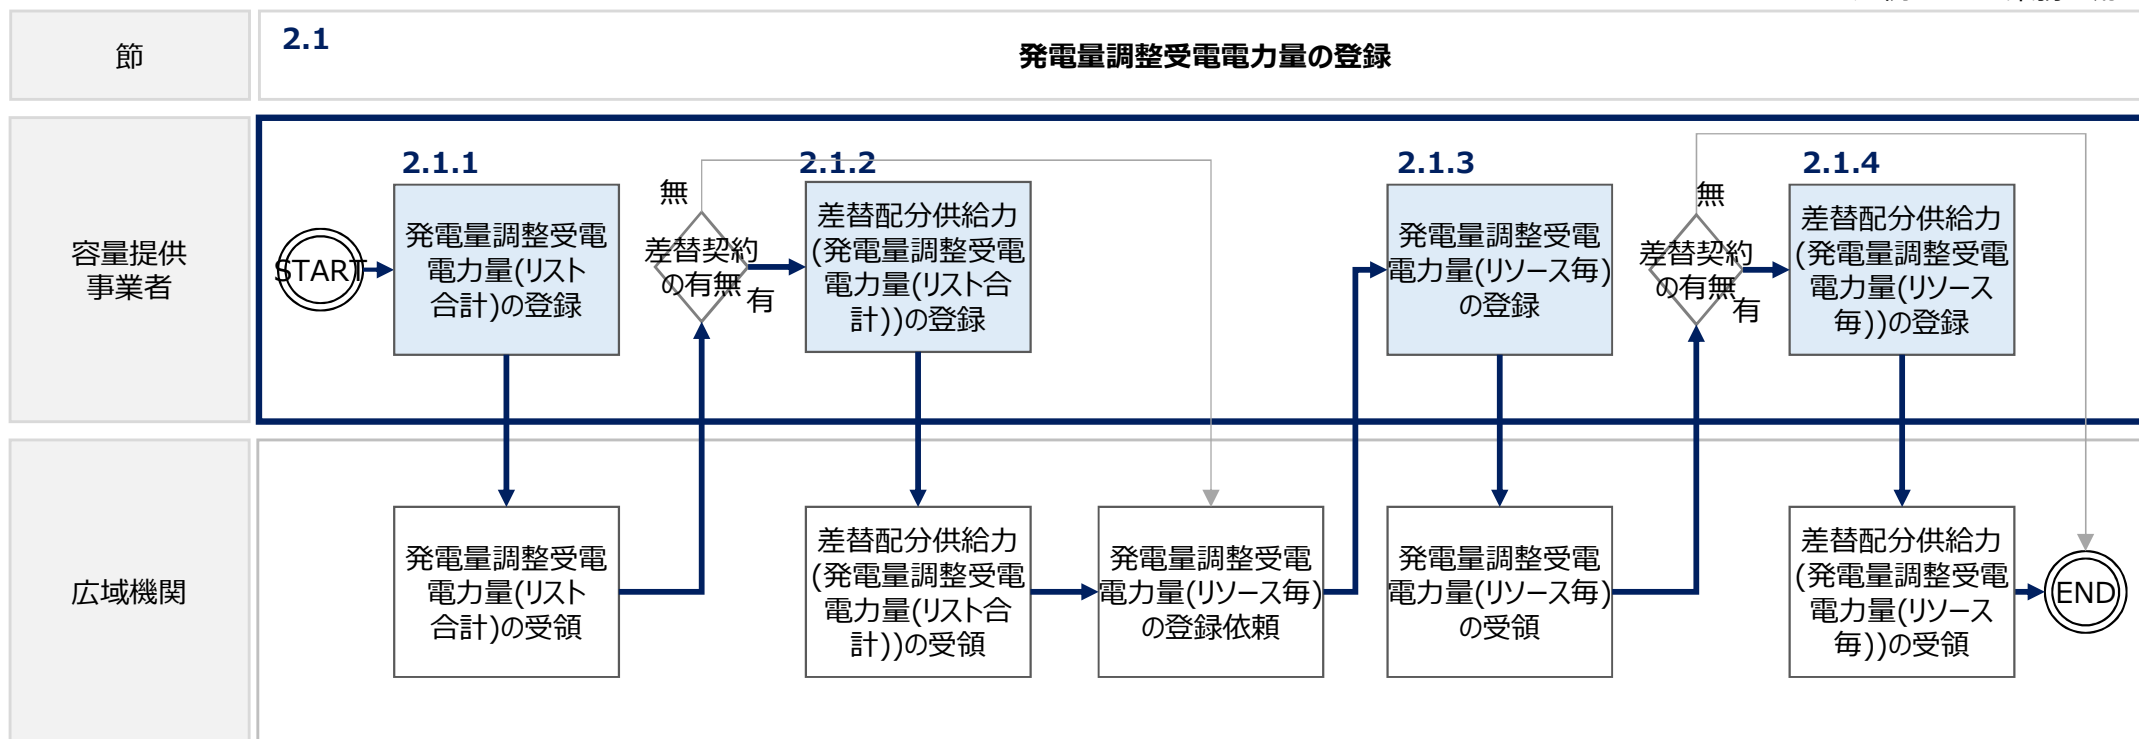 節
2.1
発電量調整受電電力量の登録
容量提供
事業者
START
2.1.1
発電量調整受電
電力量(リスト
合計)の登録
無
差替契約
の有無
有
2.1.2
差替配分供給力
(発電量調整受電
電力量(リスト合
計))の登録
2.1.3
発電量調整受電
電力量(リソース毎)
の登録
無
差替契約
の有無
有
2.1.4
差替配分供給力
(発電量調整受電
電力量(リソース
毎))の登録
広域機関
発電量調整受電
電力量(リスト
合計)の受領
差替配分供給力
(発電量調整受電
電力量(リスト合
計))の受領
発電量調整受電
電力量(リソース毎)
の登録依頼
発電量調整受電
電力量(リソース毎)
の受領
差替配分供給力
(発電量調整受電
電力量(リソース
毎))の受領
END